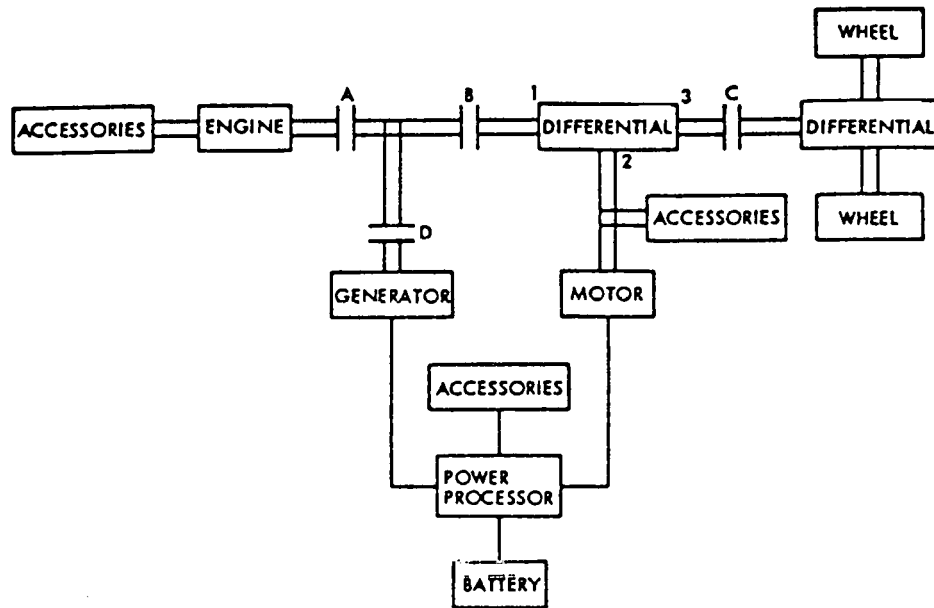 WHEEL
A
B
1
3
C
ACCESSORIES
ENGINE
DIFFERENTIAL
DIFFERENTIAL
2
ACCESSORIES
WHEEL
D
GENERATOR
MOTOR
ACCESSORIES
POWER
PROCESSOR
BATTERY